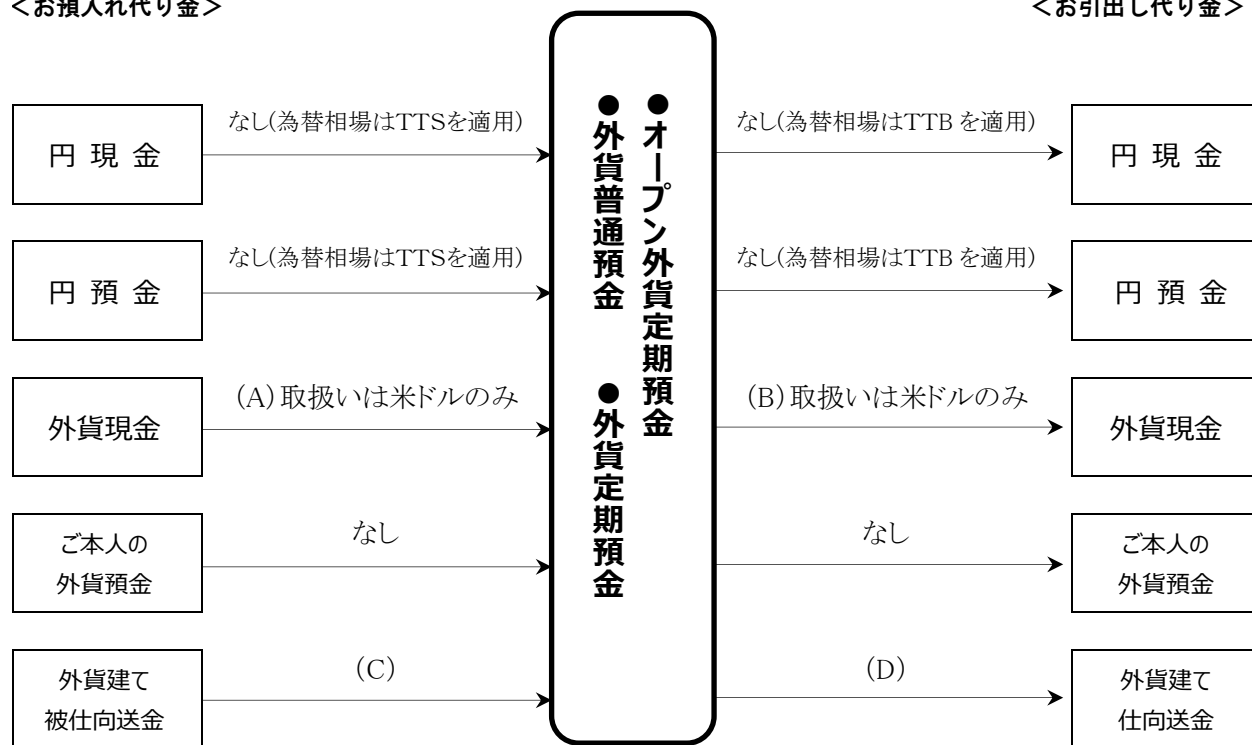 ＜お預入れ代り金＞
＜お引出し代り金＞
円 現 金
なし(為替相場はTTSを適用)
なし(為替相場はTTB を適用)
円 現 金
円 預 金
なし(為替相場はTTSを適用)
なし(為替相場はTTB を適用)
円 預 金
外貨現金
(A)取扱いは米ドルのみ
(B)取扱いは米ドルのみ
外貨現金
ご本人の
外貨預金
なし
なし
ご本人の
外貨預金
外貨建て
被仕向送金
(C)
(D)
外貨建て
仕向送金
●オープン外貨定期預金
●外貨普通預金 ●外貨定期預金